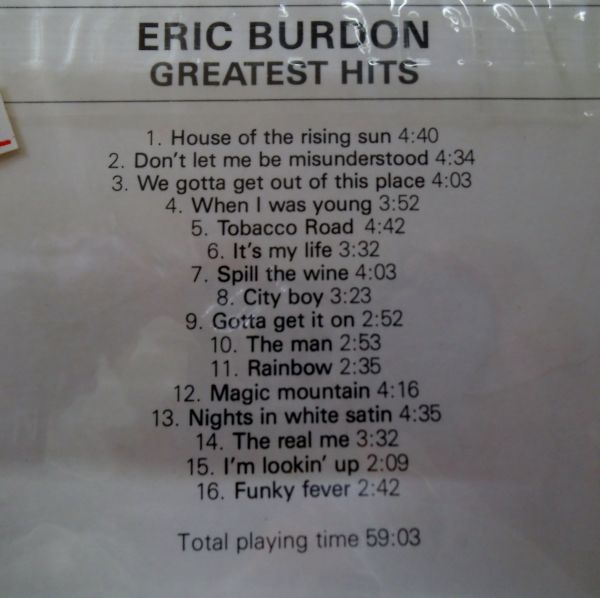 ERIC BURDON
GREATEST HITS
1. House of the rising sun 4:40
2. Don't let me be misunderstood 4:34
3. We gotta get out of this place 4:03
4. When I was young 3:52
5. Tobacco Road 4:42
6. It's my life 3:32
7. Spill the wine 4:03
8. City boy 3:23
9. Gotta get it on 2:52
10. The man 2:53
11. Rainbow 2:35
12. Magic mountain 4:16
13. Nights in white satin 4:35
14. The real me 3:32
15. I'm lookin' up 2:09
16. Funky fever 2:42
Total playing time 59:03